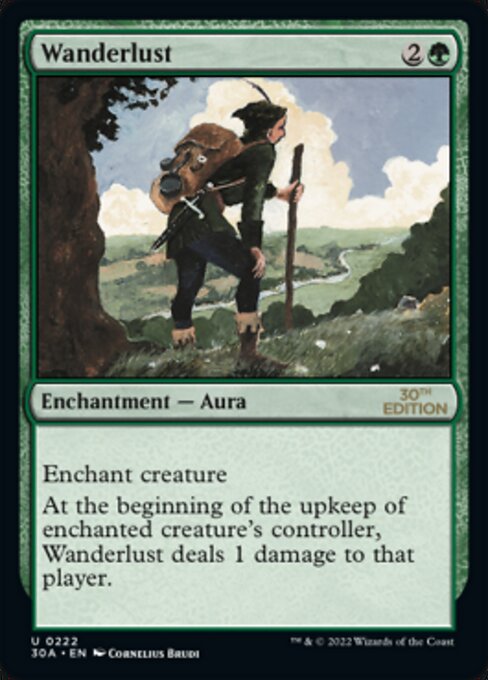 Wanderlust 2
Enchantment — Aura
30TH
EDITION
Enchant creature
At the beginning of the upkeep of
enchanted creature's controller,
Wanderlust deals 1 damage to that
player.
U 0222
30A • EN Cornelius Brudi
™ & © 2022 Wizards of the Coast